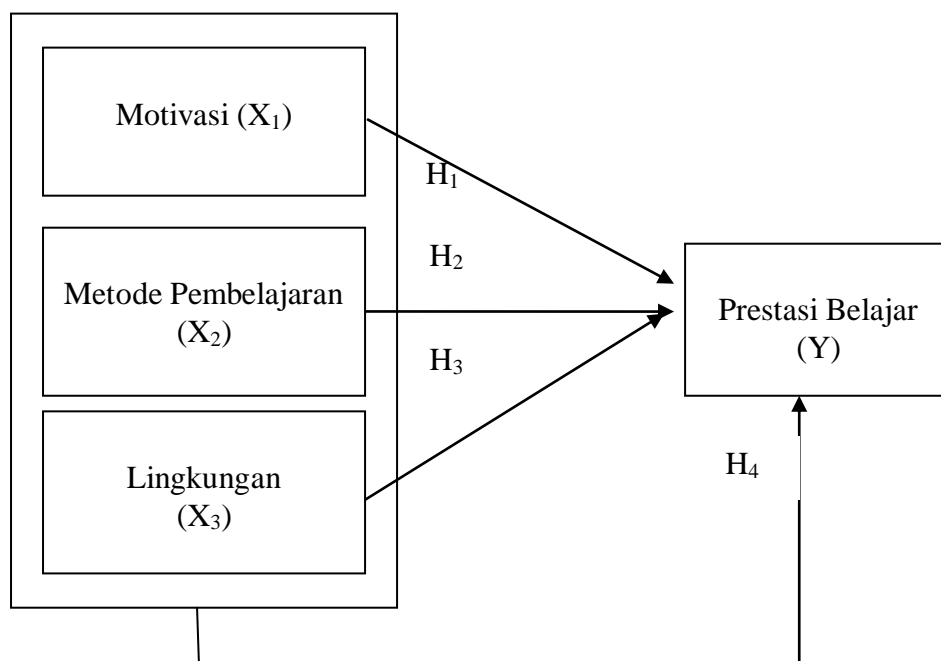 Motivasi (X₁)
H₁
H₂
Metode Pembelajaran
(X₂)
Prestasi Belajar
(Y)
H₃
Lingkungan
(X₃)
H₄